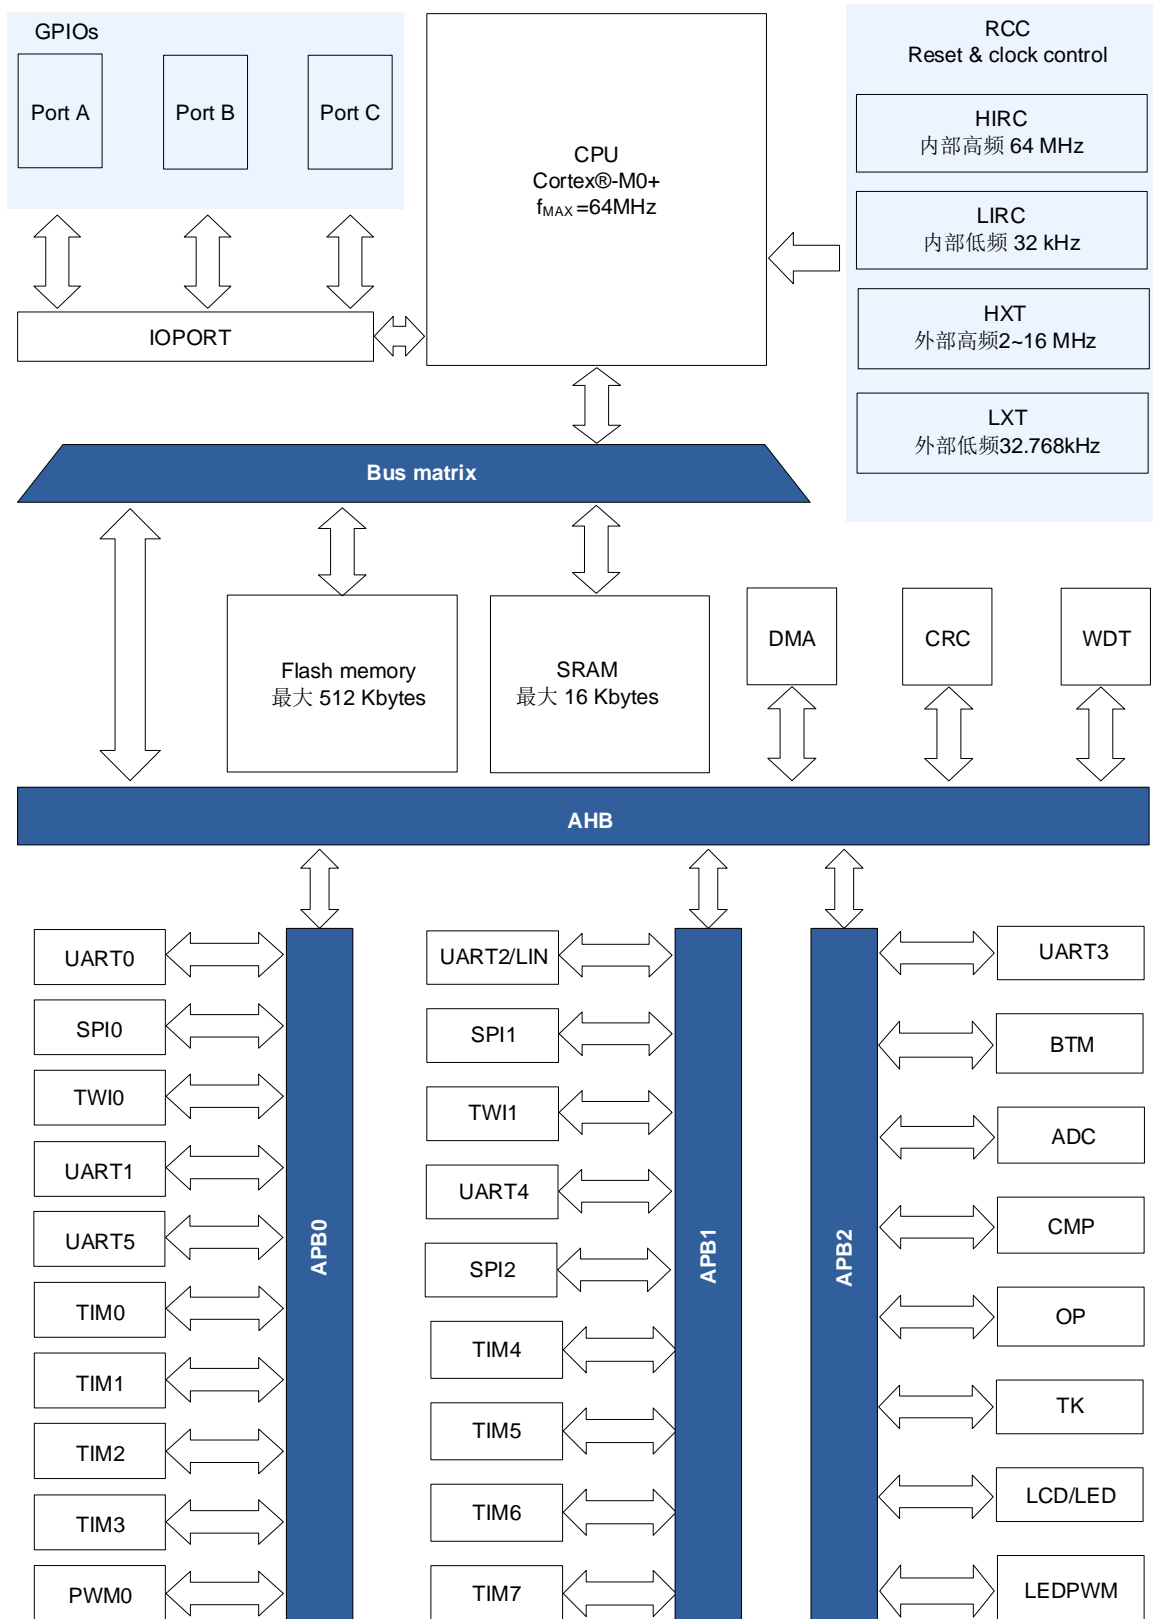 GPIOs
Port A
Port B
Port C
IOPORT
CPU
Cortex®-M0+
fMAX =64MHz
RCC
Reset & clock control
HIRC
内部高频 64 MHz
LIRC
内部低频 32 kHz
HXT
外部高频2~16 MHz
LXT
外部低频32.768kHz
Bus matrix
Flash memory
最大 512 Kbytes
SRAM
最大 16 Kbytes
DMA
CRC
WDT
AHB
UART0
SPI0
TWI0
UART1
UART5
TIM0
TIM1
TIM2
TIM3
PWM0
APB0
UART2/LIN
SPI1
TWI1
UART4
SPI2
TIM4
TIM5
TIM6
TIM7
APB1
APB2
UART3
BTM
ADC
CMP
OP
TK
LCD/LED
LEDPWM